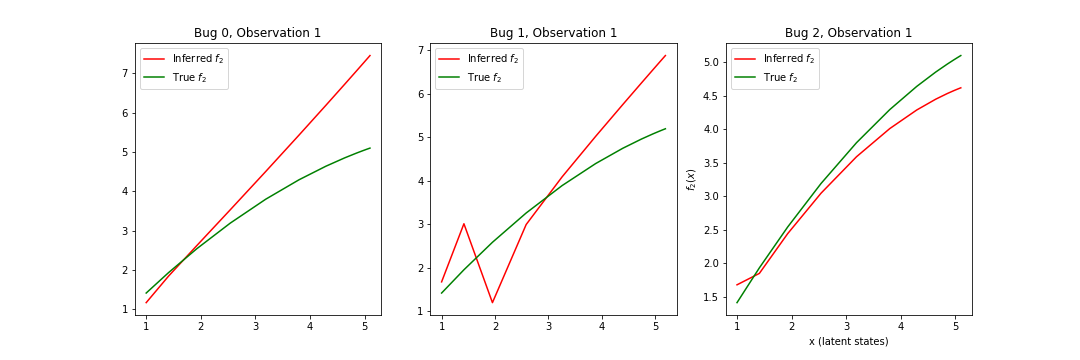 Bug 0, Observation 1
Inferred f₂
True f₂
7
6
5
4
3
2
1
1 2 3 4 5
Bug 1, Observation 1
Inferred f₂
True f₂
7
6
5
4
3
2
1
1 2 3 4 5
Bug 2, Observation 1
Inferred f₂
True f₂
f₂(x)
5.0
4.5
4.0
3.5
3.0
2.5
2.0
1.5
1 2 3 4 5
x (latent states)